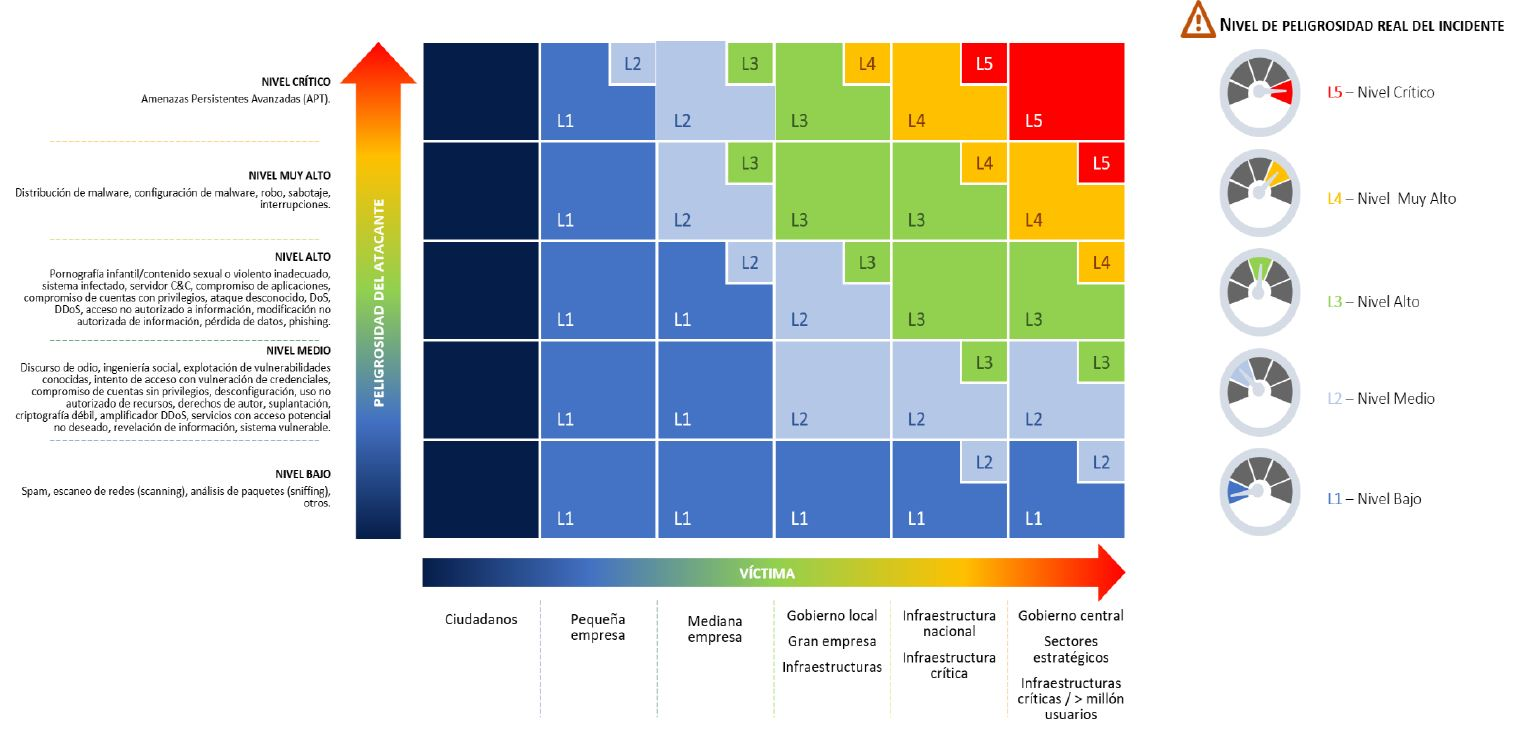 NIVEL DE PELIGROSIDAD REAL DEL INCIDENTE
NIVEL CRÍTICO
Amenazas Persistentes Avanzadas (APT).
NIVEL MUY ALTO
Distribución de malware, configuración de malware, robo, sabotaje,
interrupciones.
NIVEL ALTO
Pornografía infantil/contenido sexual o violento inadecuado,
sistema infectado, servidor C&C, compromiso de aplicaciones,
compromiso de cuentas con privilegios, ataque desconocido, DoS,
DDoS, acceso no autorizado a información, modificación no
autorizada de información, pérdida de datos, phishing.
NIVEL MEDIO
Discurso de odio, ingeniería social, explotación de vulnerabilidades
conocidas, intento de acceso con vulneración de credenciales,
compromiso de cuentas sin privilegios, desconfiguración, uso no
autorizado de recursos, derechos de autor, suplantación,
criptografía débil, amplificador DDoS, servicios con acceso potencial
no deseado, revelación de información, sistema vulnerable.
NIVEL BAJO
Spam, escaneo de redes (scanning), análisis de paquetes (sniffing),
otros.
PELIGROSIDAD DEL ATACANTE
L2 L3 L4 L5
L1 L2 L3 L4 L5
L3 L4 L5
L1 L2 L3 L3 L4
L2 L3 L4
L1 L1 L2 L3 L3
L3 L3
L1 L1 L2 L2 L2
L2 L2
L1 L1 L1 L1 L1
VÍCTIMA
Ciudadanos
Pequeña
empresa
Mediana
empresa
Gobierno local
Gran empresa
Infraestructuras
Infraestructura
nacional
Infraestructura
crítica
Gobierno central
Sectores
estratégicos
Infraestructuras
críticas / > millón
usuarios
L5 – Nivel Crítico
L4 – Nivel Muy Alto
L3 – Nivel Alto
L2 – Nivel Medio
L1 – Nivel Bajo